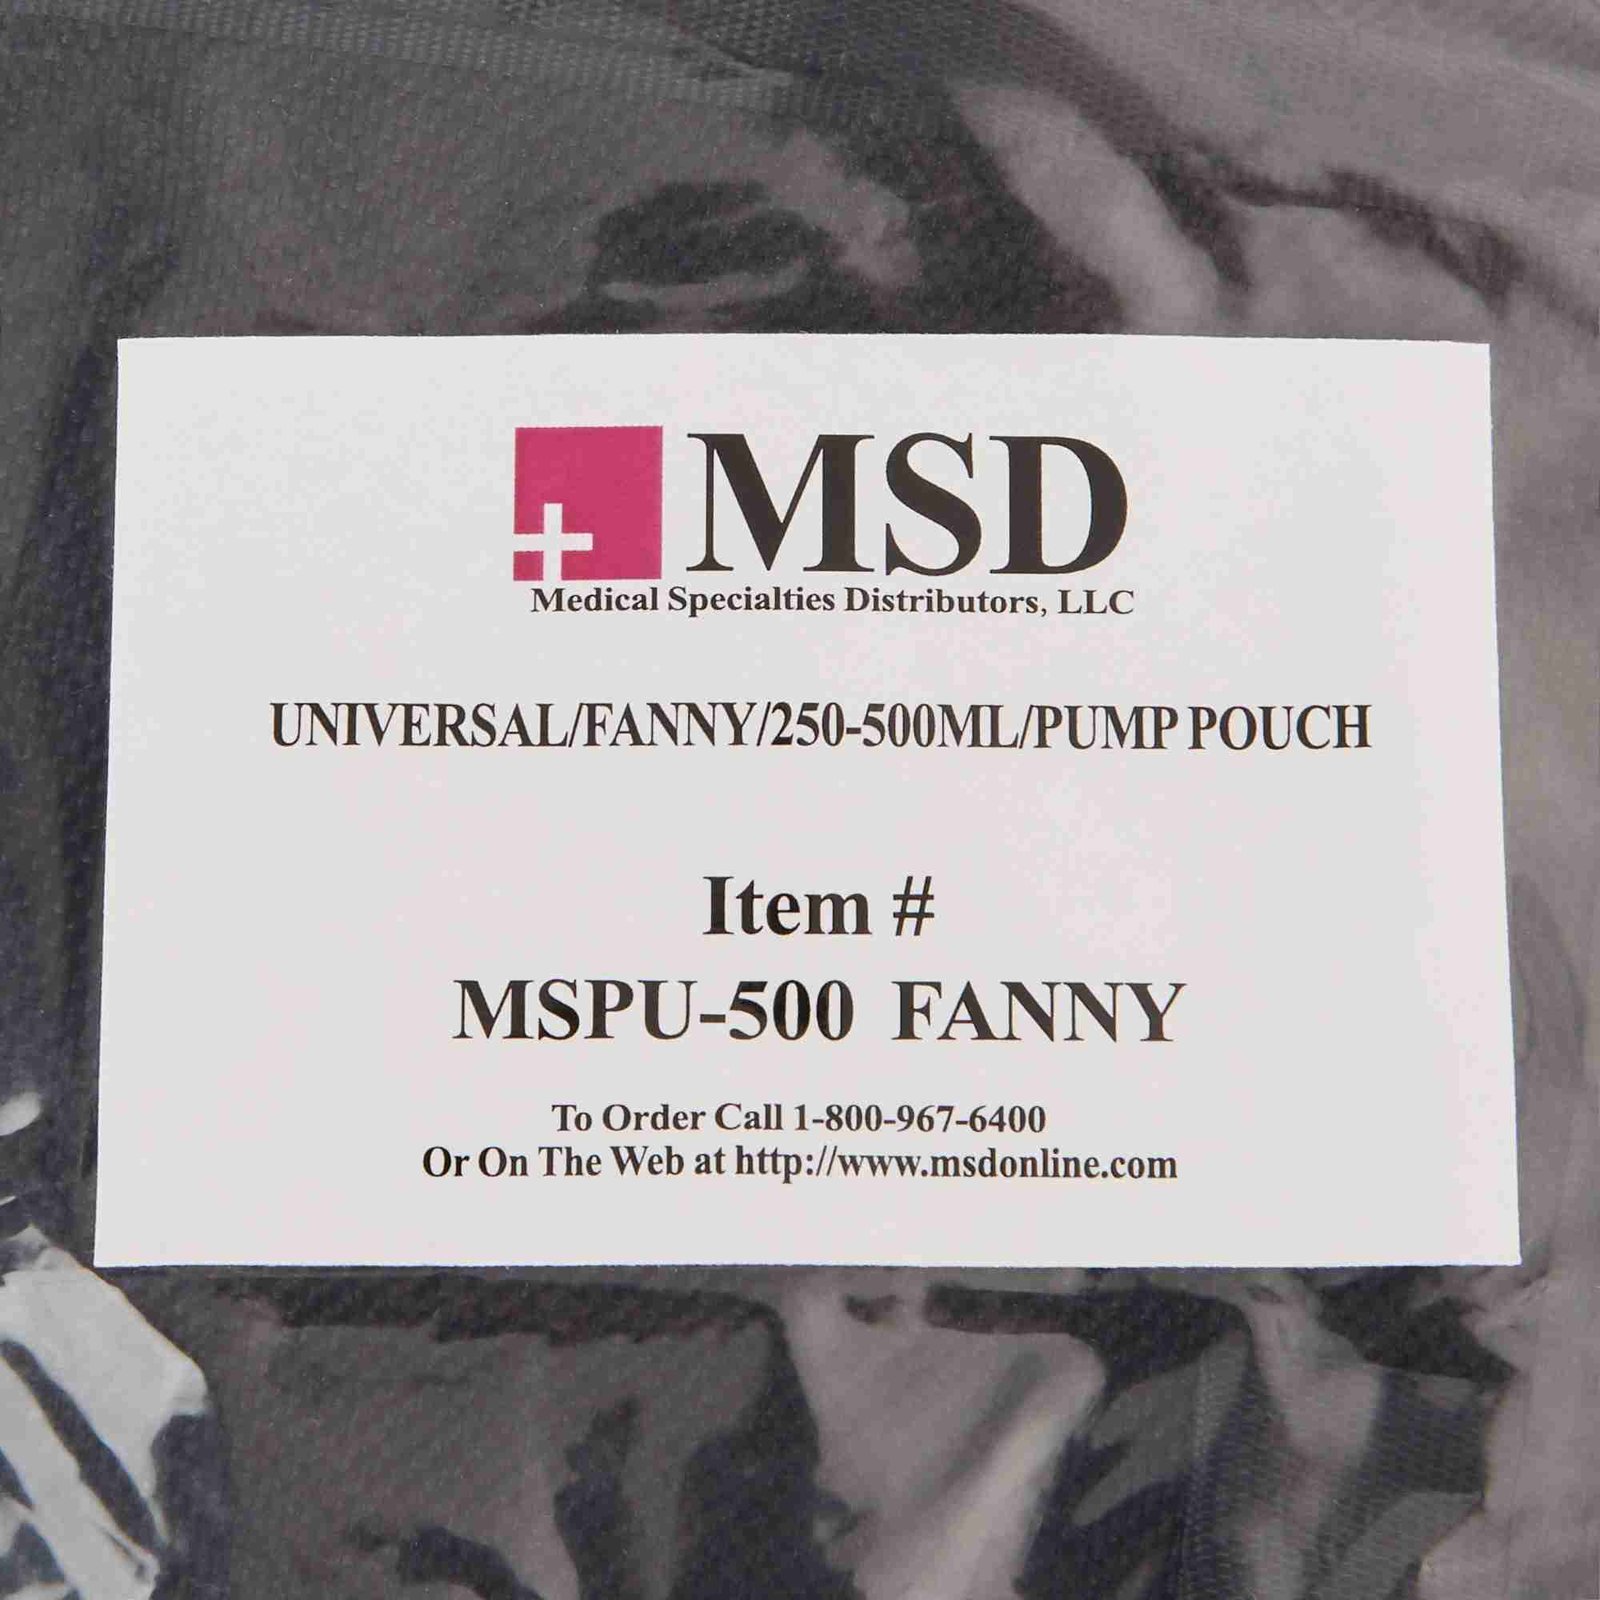 MSD
Medical Specialties Distributors, LLC
UNIVERSAL/FANNY/250-500ML/PUMP POUCH
Item #
MSPU-500 FANNY
To Order Call 1-800-967-6400
Or On The Web at http://www.msdonline.com